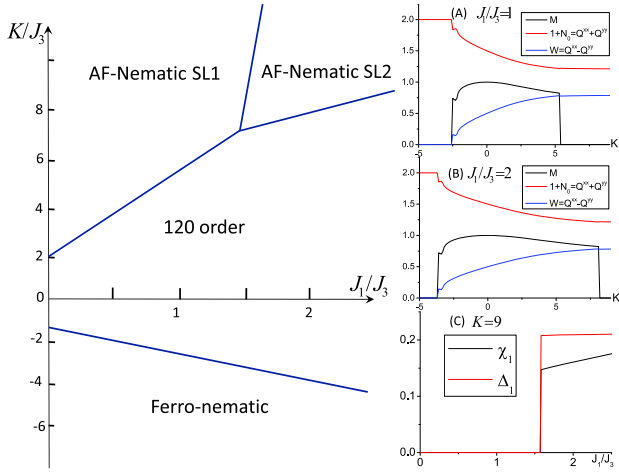 K/J₃
AF-Nematic SL1
AF-Nematic SL2
8
6
4
2
0
-2
-4
-6
120 order
J₁/J₃
1
2
Ferro-nematic
(A) J₁/J₃=1
M
1+N₀=Qˣˣ+Qʸʸ
W=Qˣˣ-Qʸʸ
2.0
1.5
1.0
0.5
0.0
-5
0
5
K
(B) J₁/J₃=2
M
1+N₀=Qˣˣ+Qʸʸ
W=Qˣˣ-Qʸʸ
2.0
1.5
1.0
0.5
0.0
-5
0
5
K
(C) K=9
χ₁
Δ₁
0.2
0.1
0.0
0
1
2
J₁/J₃